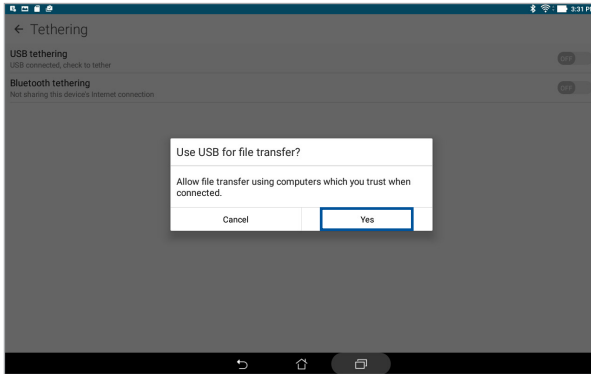 3:31 P
Tethering
USB tethering
USB connected, check to tether
OFF
Bluetooth tethering
Not sharing this device's internet connection
OFF
Use USB for file transfer?
Allow file transfer using computers which you trust when
connected.
Cancel
Yes